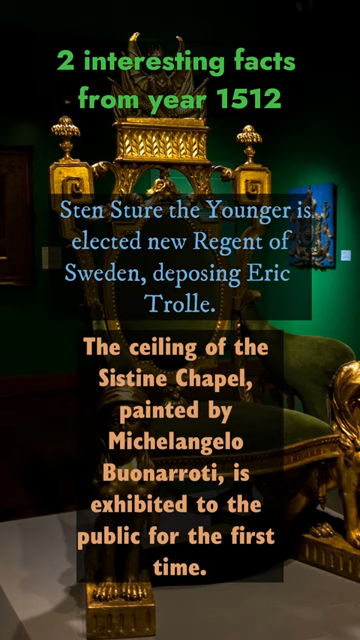 2 interesting facts
from year 1512
Sten Sture the Younger is
elected new Regent of
Sweden, deposing Eric
Trolle.
The ceiling of the
Sistine Chapel,
painted by
Michelangelo
Buonarroti, is
exhibited to the
public for the first
time.